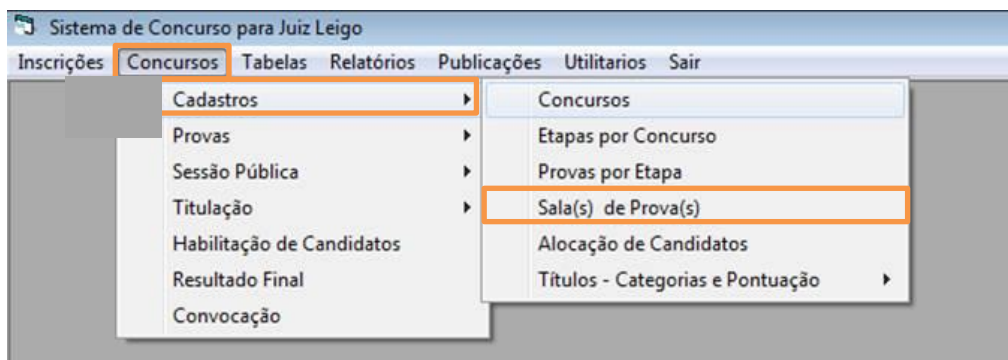 Sistema de Concurso para Juiz Leigo
Inscrições Concursos Tabelas Relatórios Publicações Utilitarios Sair
Cadastros
Provas
Sessão Pública
Titulação
Habilitação de Candidatos
Resultado Final
Convocação
Concursos
Etapas por Concurso
Provas por Etapa
Sala(s) de Prova(s)
Alocação de Candidatos
Títulos - Categorias e Pontuação